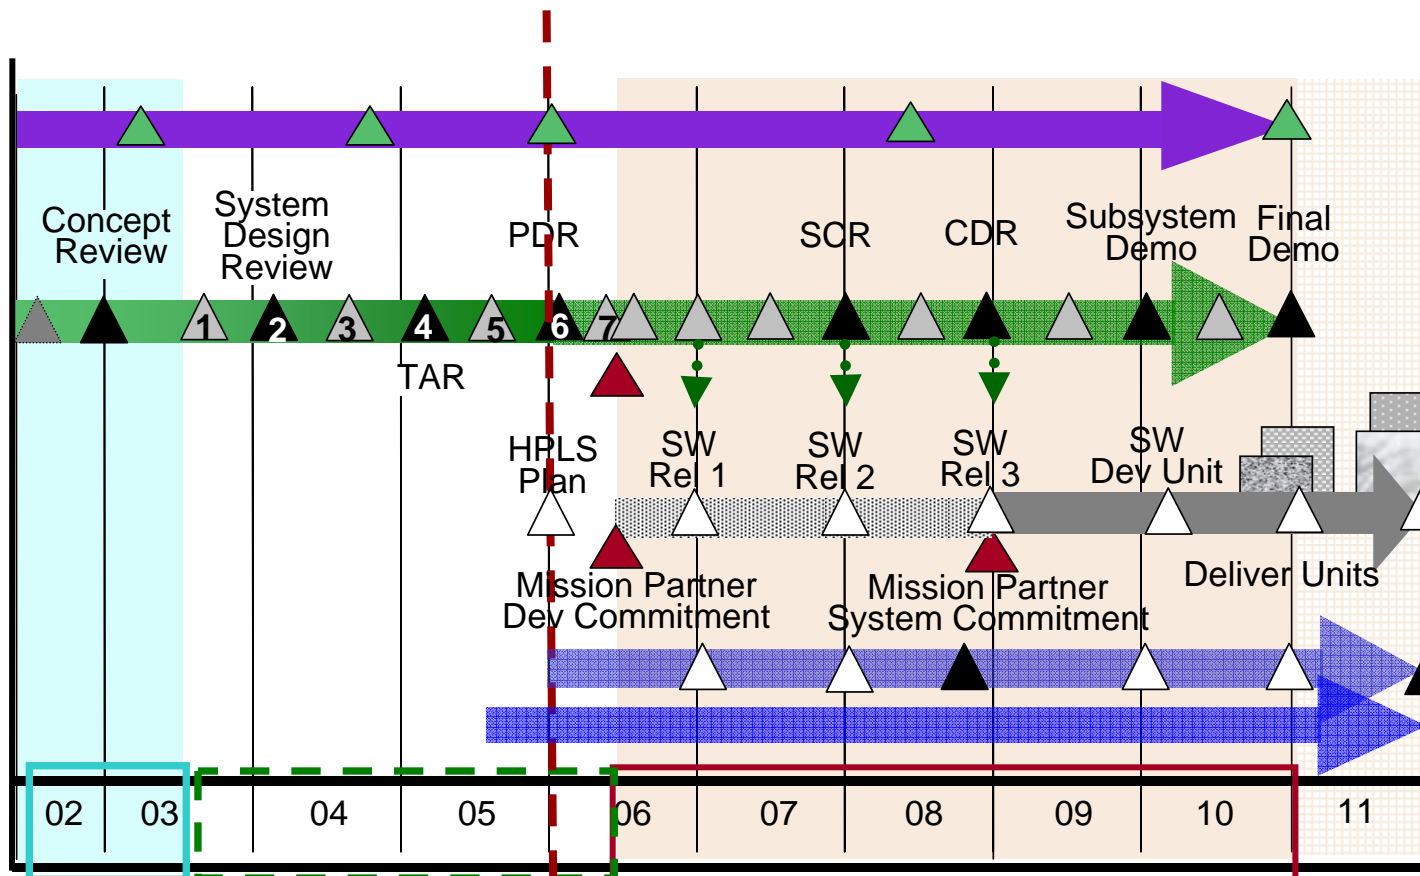 Concept
Review
System
Design
Review
PDR
SCR
CDR
Subsystem
Demo
Final
Demo
1
2
3
4
5
6
7
TAR
HPLS
Plan
SW
Rel 1
SW
Rel 2
SW
Rel 3
SW
Dev Unit
Mission Partner
Dev Commitment
Mission Partner
System Commitment
Deliver Units
02
03
04
05
06
07
08
09
10
11